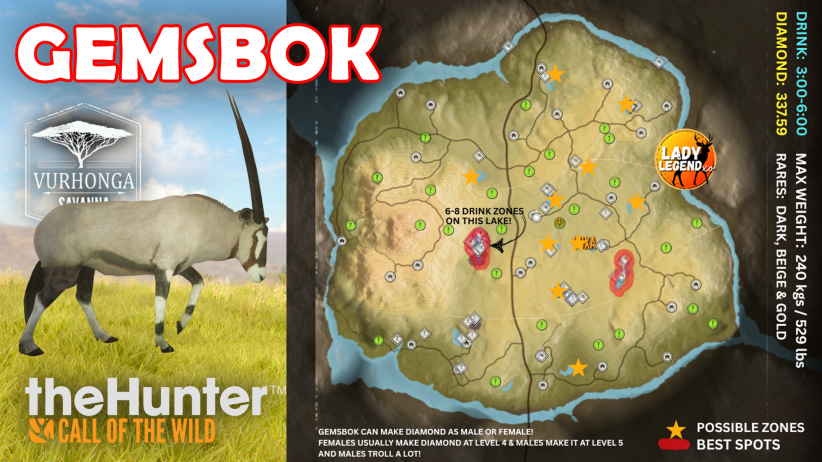 GEMSBOK
VURHONGA
SAVANNA
theHunter™
CALL OF THE WILD
6-8 DRINK ZONES
ON THIS LAKE!
LADY
LEGEND
DRINK: 3:00-6:00
DIAMOND: 337.59
MAX WEIGHT: 240 kgs / 529 lbs
RARES: DARK, BEIGE & GOLD
GEMSBOK CAN MAKE DIAMOND AS MALE OR FEMALE!
FEMALES USUALLY MAKE DIAMOND AT LEVEL 4 & MALES MAKE IT AT LEVEL 5
AND MALES TROLL A LOT!
POSSIBLE ZONES
BEST SPOTS